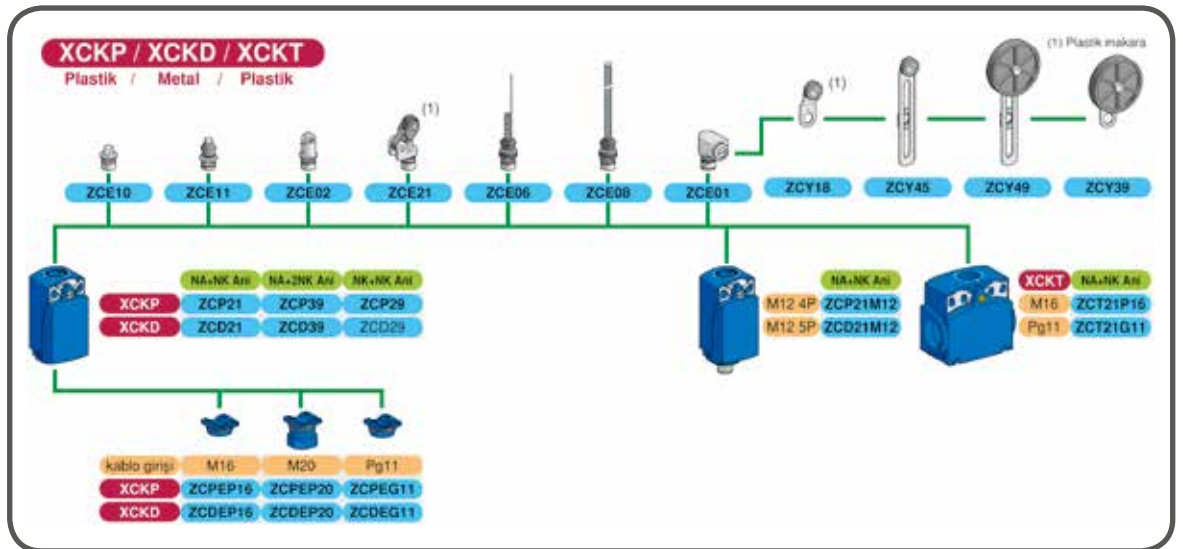 XCKP / XCKD / XCKT
Plastik / Metal / Plastik
(1) Plastik makara
(1)
(1)
ZCE10 ZCE11 ZCE02 ZCE21 ZCE06 ZCE08 ZCE01 ZCY18 ZCY45 ZCY49 ZCY39
NA+NK Ani NA+2NK Ani NK+NK Ani
XCKP ZCP21 ZCP39 ZCP29
XCKD ZCD21 ZCD39 ZCD29
NA+NK Ani
M12 4P ZCP21M12
M12 5P ZCD21M12
XCKT NA+NK Ani
M16 ZCT21P16
Pg11 ZCT21G11
kablo girişi M16 M20 Pg11
XCKP ZCPEP16 ZCPEP20 ZCPEG11
XCKD ZCDEP16 ZCDEP20 ZCDEG11